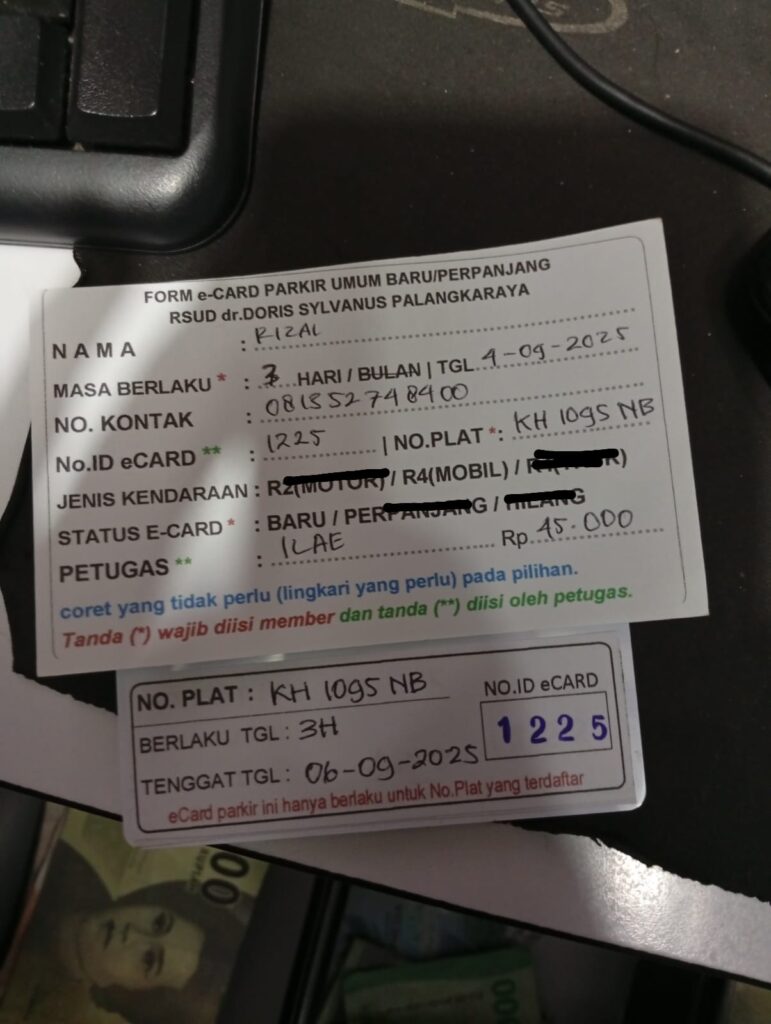 FORM e-CARD PARKIR UMUM BARU/PERPANJANG
RSUD dr.DORIS SYLVANUS PALANGKARAYA
NAMA : RIZAL
MASA BERLAKU * : 3 HARI / BULAN | TGL 4-09-2025
NO. KONTAK : 081352748400
No.ID eCARD ** : 1225 | NO.PLAT *: KH 1095 NB
JENIS KENDARAAN : R2(MOTOR) / R4(MOBIL) /
STATUS E-CARD * : BARU / PERPANJANG / HILANG
PETUGAS ** : ILAE Rp. 45.000
coret yang tidak perlu (lingkari yang perlu) pada pilihan.
Tanda (*) wajib diisi member dan tanda (**) diisi oleh petugas.
NO. PLAT : KH 1095 NB
NO.ID eCARD
1225
BERLAKU TGL : 3H
TENGGAT TGL : 06-09-2025
eCard parkir ini hanya berlaku untuk No.Plat yang terdaftar